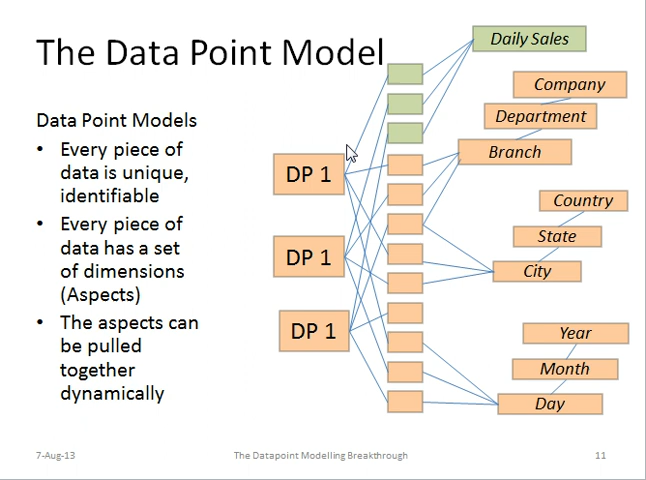 The Data Point Model
Data Point Models
• Every piece of
data is unique,
identifiable
• Every piece of
data has a set
of dimensions
(Aspects)
• The aspects can
be pulled
together
dynamically
DP 1
DP 1
DP 1
Daily Sales
Company
Department
Branch
Country
State
City
Year
Month
Day
7-Aug-13
The Datapoint Modelling Breakthrough
11